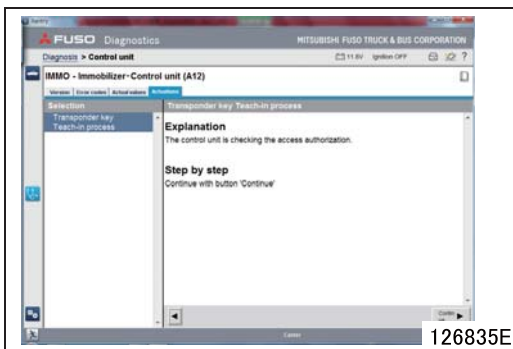 Xentry
FUSO Diagnostics
MITSUBISHI FUSO TRUCK & BUS CORPORATION
Diagnosis > Control unit
11.8V Ignition OFF
?
IMMO - Immobilizer-Control unit (A12)
Version Error codes Actual values Actuations
Selection
Transponder key Teach-in process
Transponder key
Teach-in process
Explanation
The control unit is checking the access authorization.
Step by step
Continue with button 'Continue'
126835E